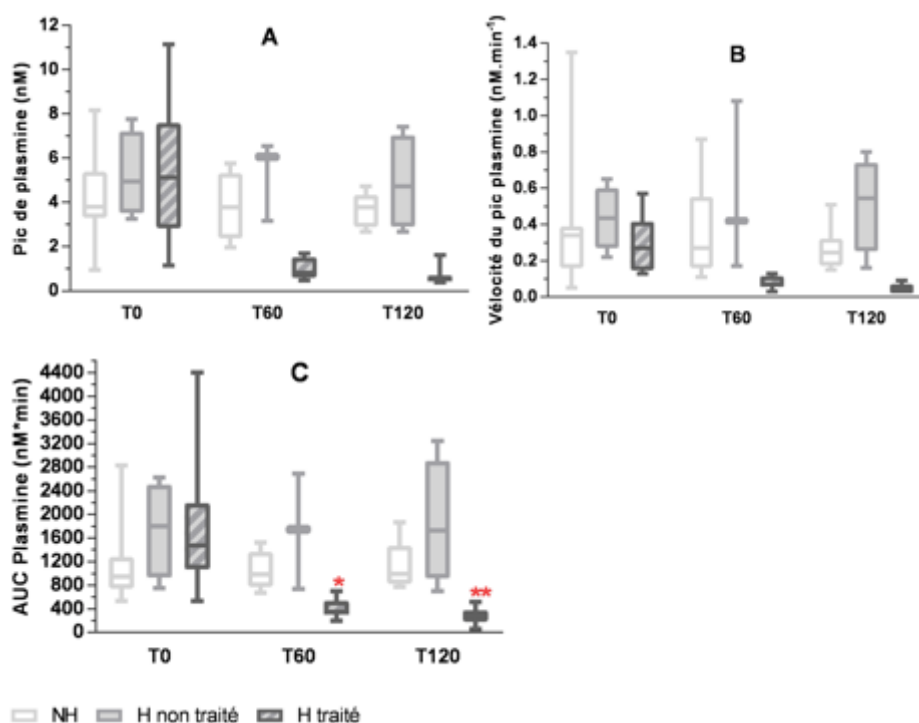 A
Pic de plasmine (nM)
12
10
8
6
4
2
0
T0 T60 T120
B
Vélocité du pic plasmine (nM.min⁻¹)
1.4
1.2
1.0
0.8
0.6
0.4
0.2
0.0
T0 T60 T120
C
AUC Plasmine (nM*min)
4400
4000
3600
3200
2800
2400
2000
1600
1200
800
400
0
* **
T0 T60 T120
NH H non traité H traité